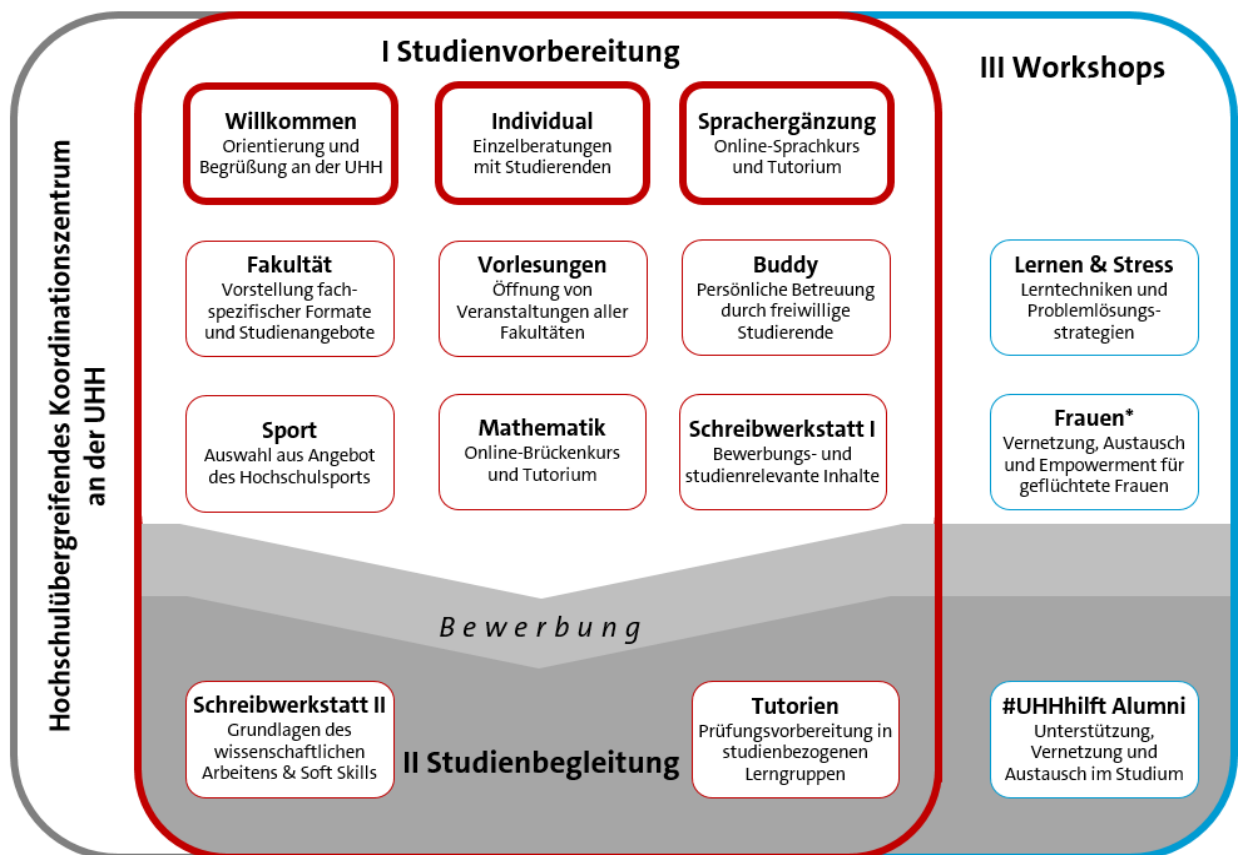 Hochschulübergreifendes Koordinationszentrum
an der UHH
I Studienvorbereitung
Willkommen
Orientierung und
Begrüßung an der UHH
Individual
Einzelberatungen
mit Studierenden
Sprachergänzung
Online-Sprachkurs
und Tutorium
Fakultät
Vorstellung fach-
spezifischer Formate
und Studienangebote
Vorlesungen
Öffnung von
Veranstaltungen aller
Fakultäten
Buddy
Persönliche Betreuung
durch freiwillige
Studierende
Sport
Auswahl aus Angebot
des Hochschulsports
Mathematik
Online-Brückenkurs
und Tutorium
Schreibwerkstatt I
Bewerbungs- und
studienrelevante Inhalte
Bewerbung
Schreibwerkstatt II
Grundlagen des
wissenschaftlichen
Arbeitens & Soft Skills
II Studienbegleitung
Tutorien
Prüfungsvorbereitung in
studienbezogenen
Lerngruppen
III Workshops
Lernen & Stress
Lerntechniken und
Problemlösungs-
strategien
Frauen*
Vernetzung, Austausch
und Empowerment für
geflüchtete Frauen
#UHHhilft Alumni
Unterstützung,
Vernetzung und
Austausch im Studium